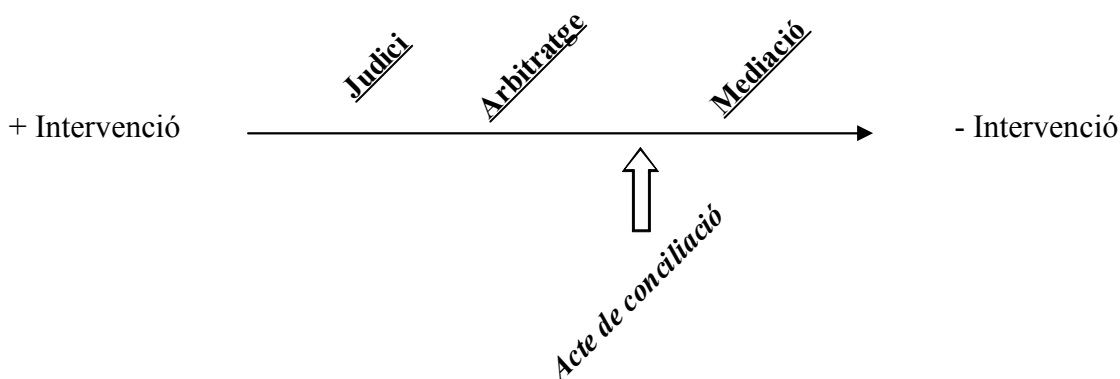 Judici
Arbitratge
Mediació
+ Intervenció
- Intervenció
Acte de conciliació